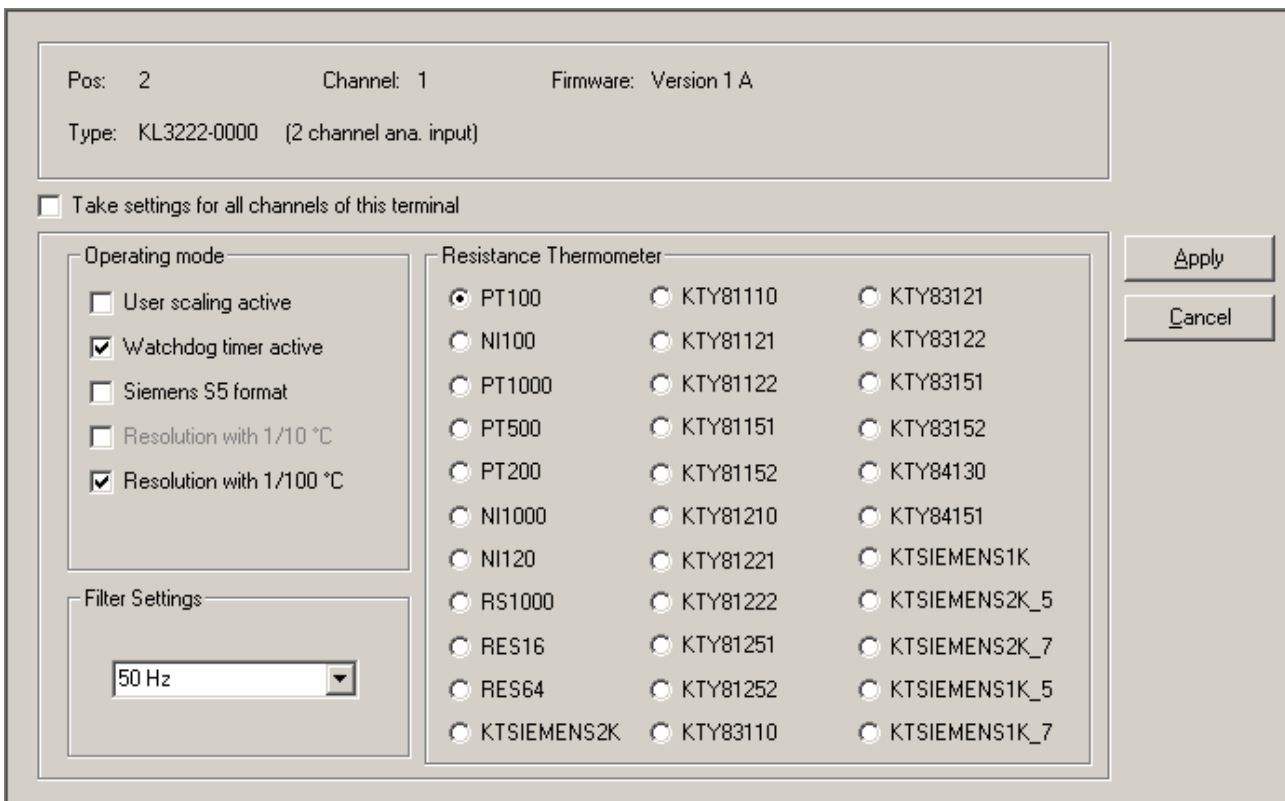 Pos: 2 Channel: 1 Firmware: Version 1 A
Type: KL3222-0000 (2 channel ana. input)
Take settings for all channels of this terminal
Operating mode
User scaling active
Watchdog timer active
Siemens S5 format
Resolution with 1/10 °C
Resolution with 1/100 °C
Filter Settings
50 Hz
Resistance Thermometer
PT100
NI100
PT1000
PT500
PT200
NI1000
NI120
RS1000
RES16
RES64
KTSIEMENS2K
KTY81110
KTY81121
KTY81122
KTY81151
KTY81152
KTY81210
KTY81221
KTY81222
KTY81251
KTY81252
KTY83110
KTY83121
KTY83122
KTY83151
KTY83152
KTY84130
KTY84151
KTSIEMENS1K
KTSIEMENS2K_5
KTSIEMENS2K_7
KTSIEMENS1K_5
KTSIEMENS1K_7
Apply
Cancel